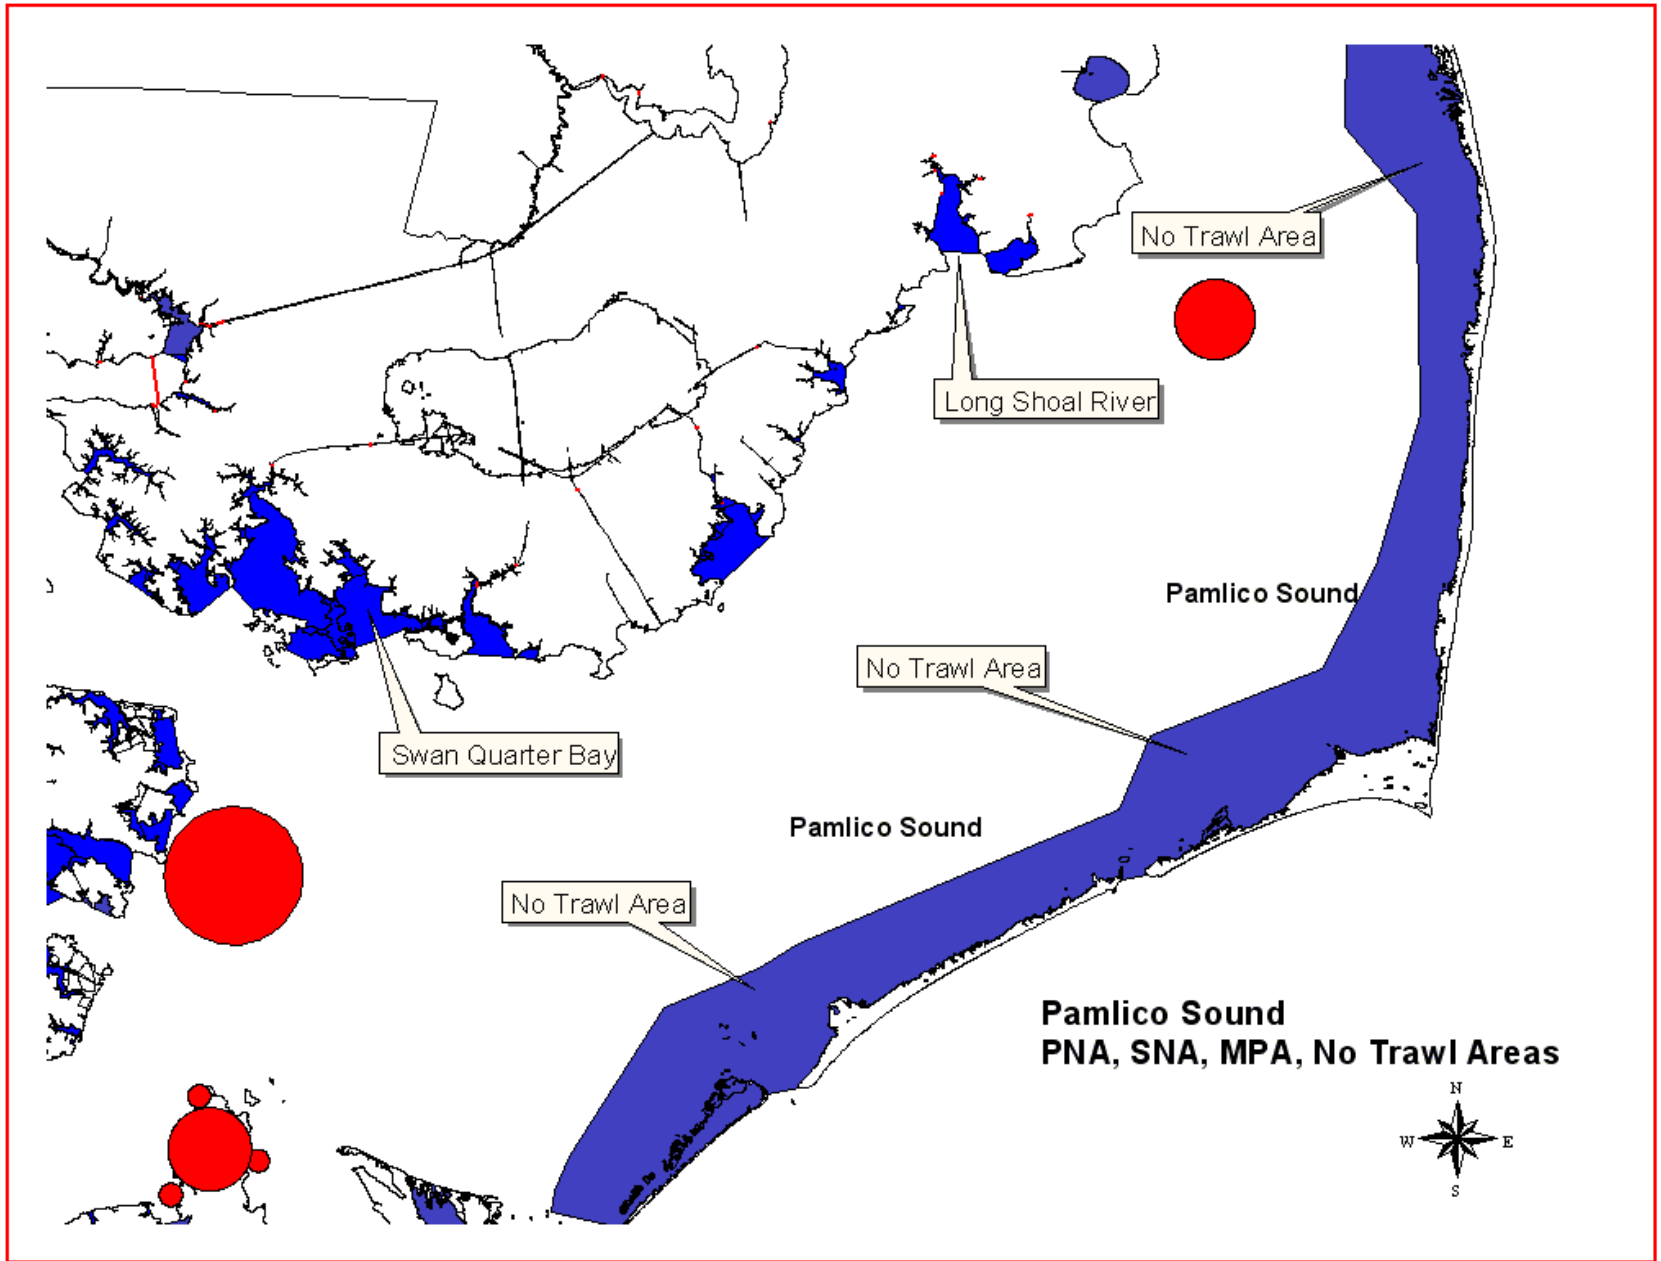 No Trawl Area
Long Shoal River
Pamlico Sound
No Trawl Area
Swan Quarter Bay
Pamlico Sound
No Trawl Area
Pamlico Sound
PNA, SNA, MPA, No Trawl Areas
N
W E
S